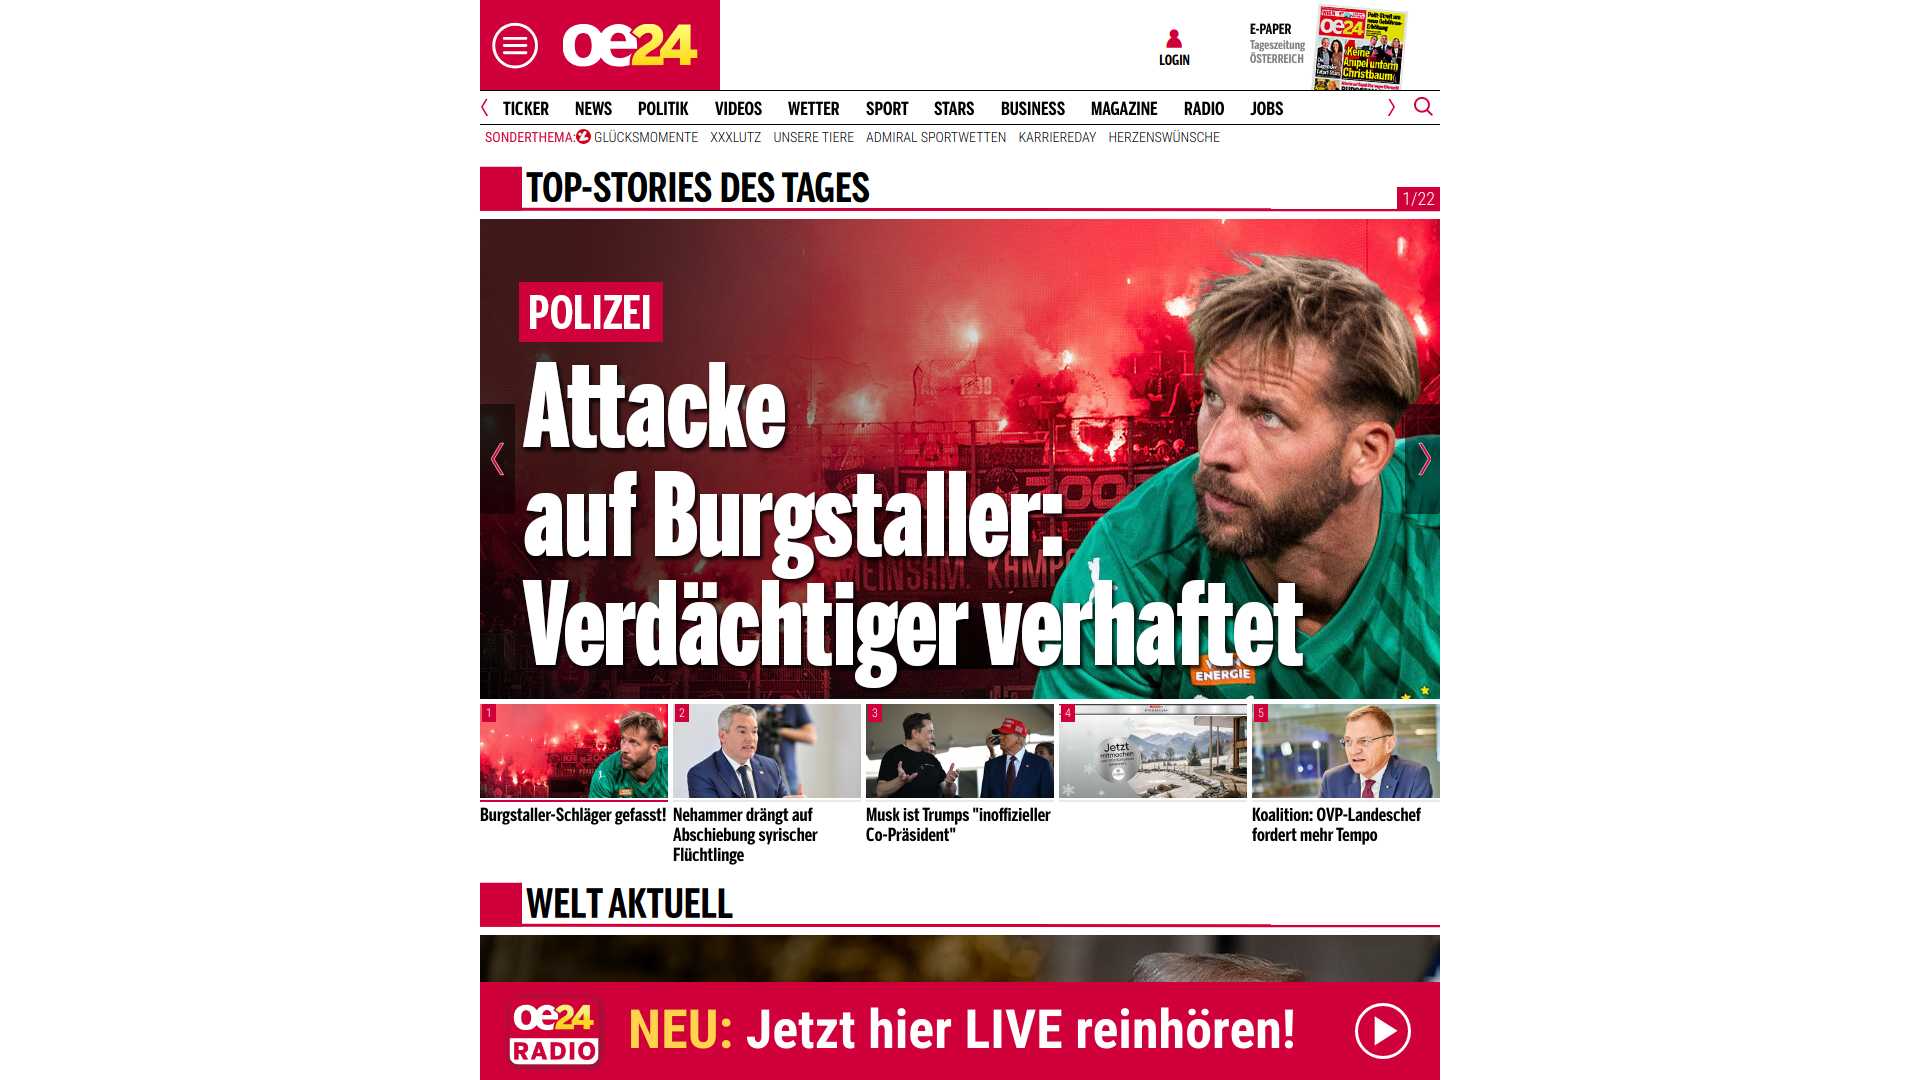 oe24
LOGIN
E-PAPER
Tageszeitung
ÖSTERREICH
oe24
Keine
Ampel unterm
Christbaum
TICKER NEWS POLITIK VIDEOS WETTER SPORT STARS BUSINESS MAGAZINE RADIO JOBS
SONDERTHEMA: GLÜCKSMOMENTE XXXLUTZ UNSERE TIERE ADMIRAL SPORTWETTEN KARRIEREDAY HERZENSWÜNSCHE
TOP-STORIES DES TAGES
1/22
POLIZEI
Attacke
auf Burgstaller:
Verdächtiger verhaftet
ENERGIE
1
2
3
4
5
Jetzt
mitmachen
Burgstaller-Schläger gefasst!
Nehammer drängt auf
Abschiebung syrischer
Flüchtlinge
Musk ist Trumps "inoffizieller
Co-Präsident"
Koalition: OVP-Landeschef
fordert mehr Tempo
WELT AKTUELL
oe24
RADIO
NEU: Jetzt hier LIVE reinhören!